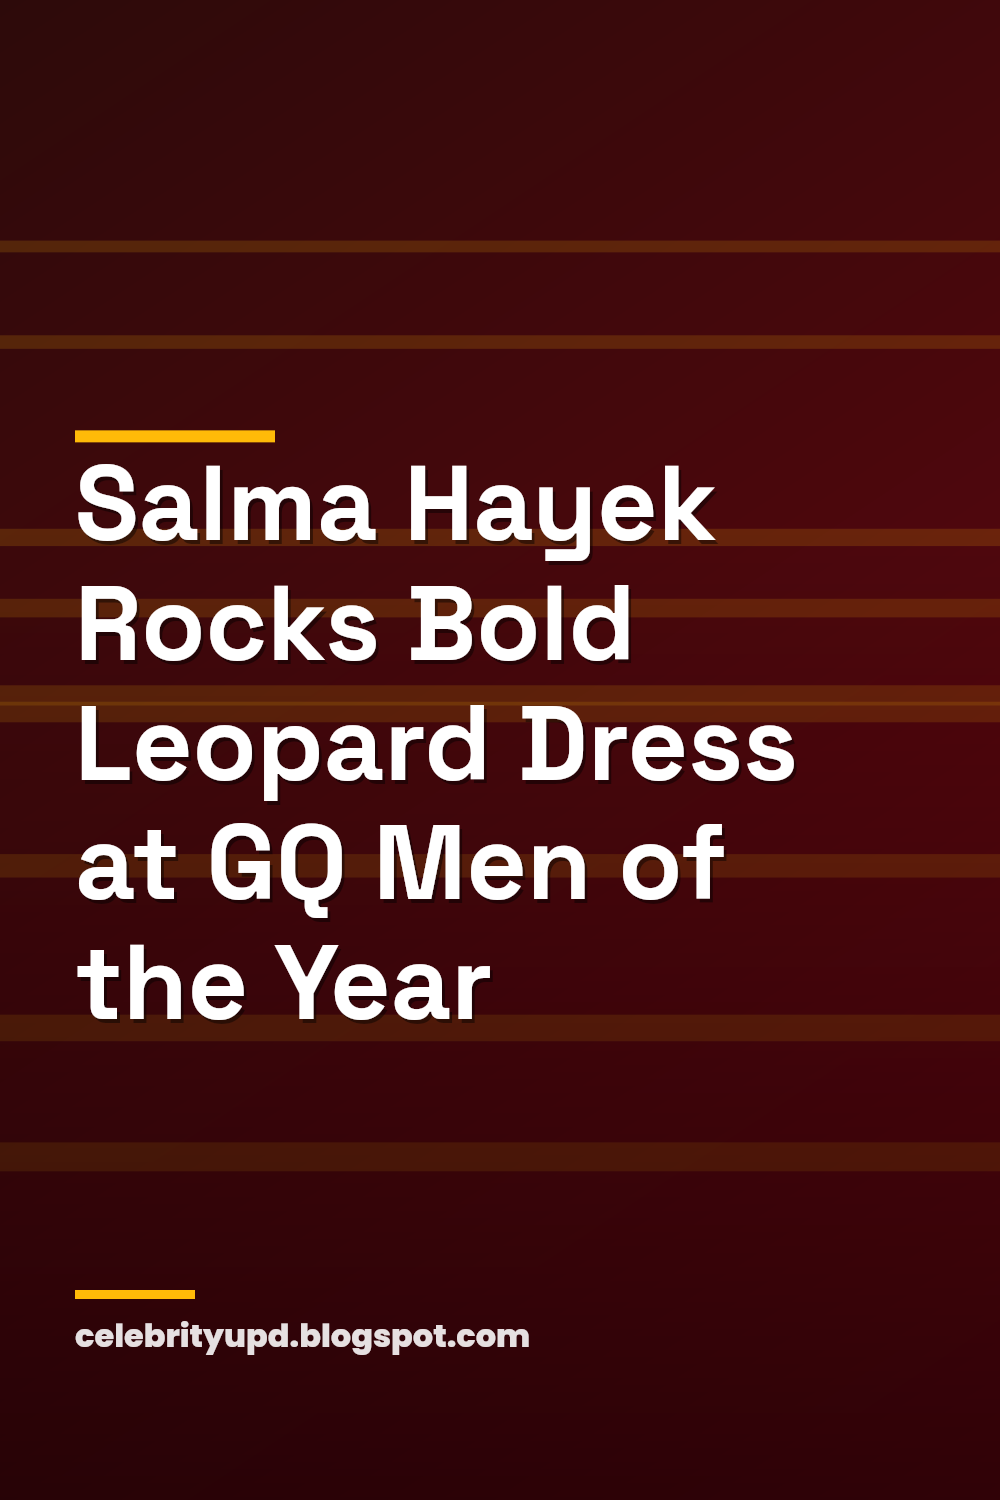 Salma Hayek
Rocks Bold
Leopard Dress
at GQ Men of
the Year
celebrityupd.blogspot.com